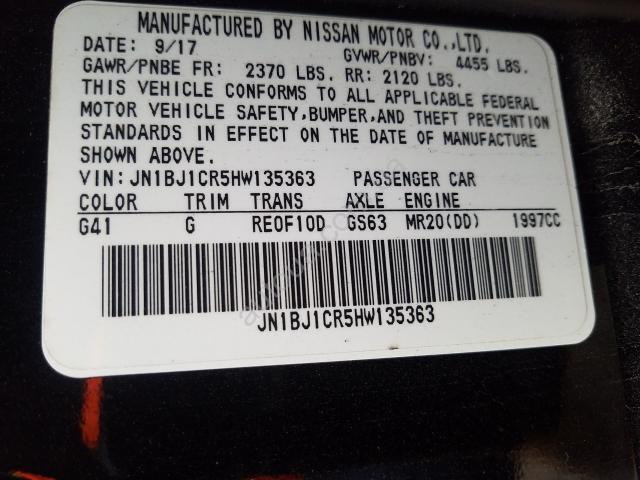 MANUFACTURED BY NISSAN MOTOR CO.,LTD.
DATE: 9/17 GVWR/PNBV: 4455 LBS.
GAWR/PNBE FR: 2370 LBS. RR: 2120 LBS.
THIS VEHICLE CONFORMS TO ALL APPLICABLE FEDERAL
MOTOR VEHICLE SAFETY,BUMPER,AND THEFT PREVENTION
STANDARDS IN EFFECT ON THE DATE OF MANUFACTURE
SHOWN ABOVE.
VIN:JN1BJ1CR5HW135363 PASSENGER CAR
COLOR TRIM TRANS AXLE ENGINE
G41 G RE0F10D GS63 MR20(DD) 1997CC
JN1BJ1CR5HW135363